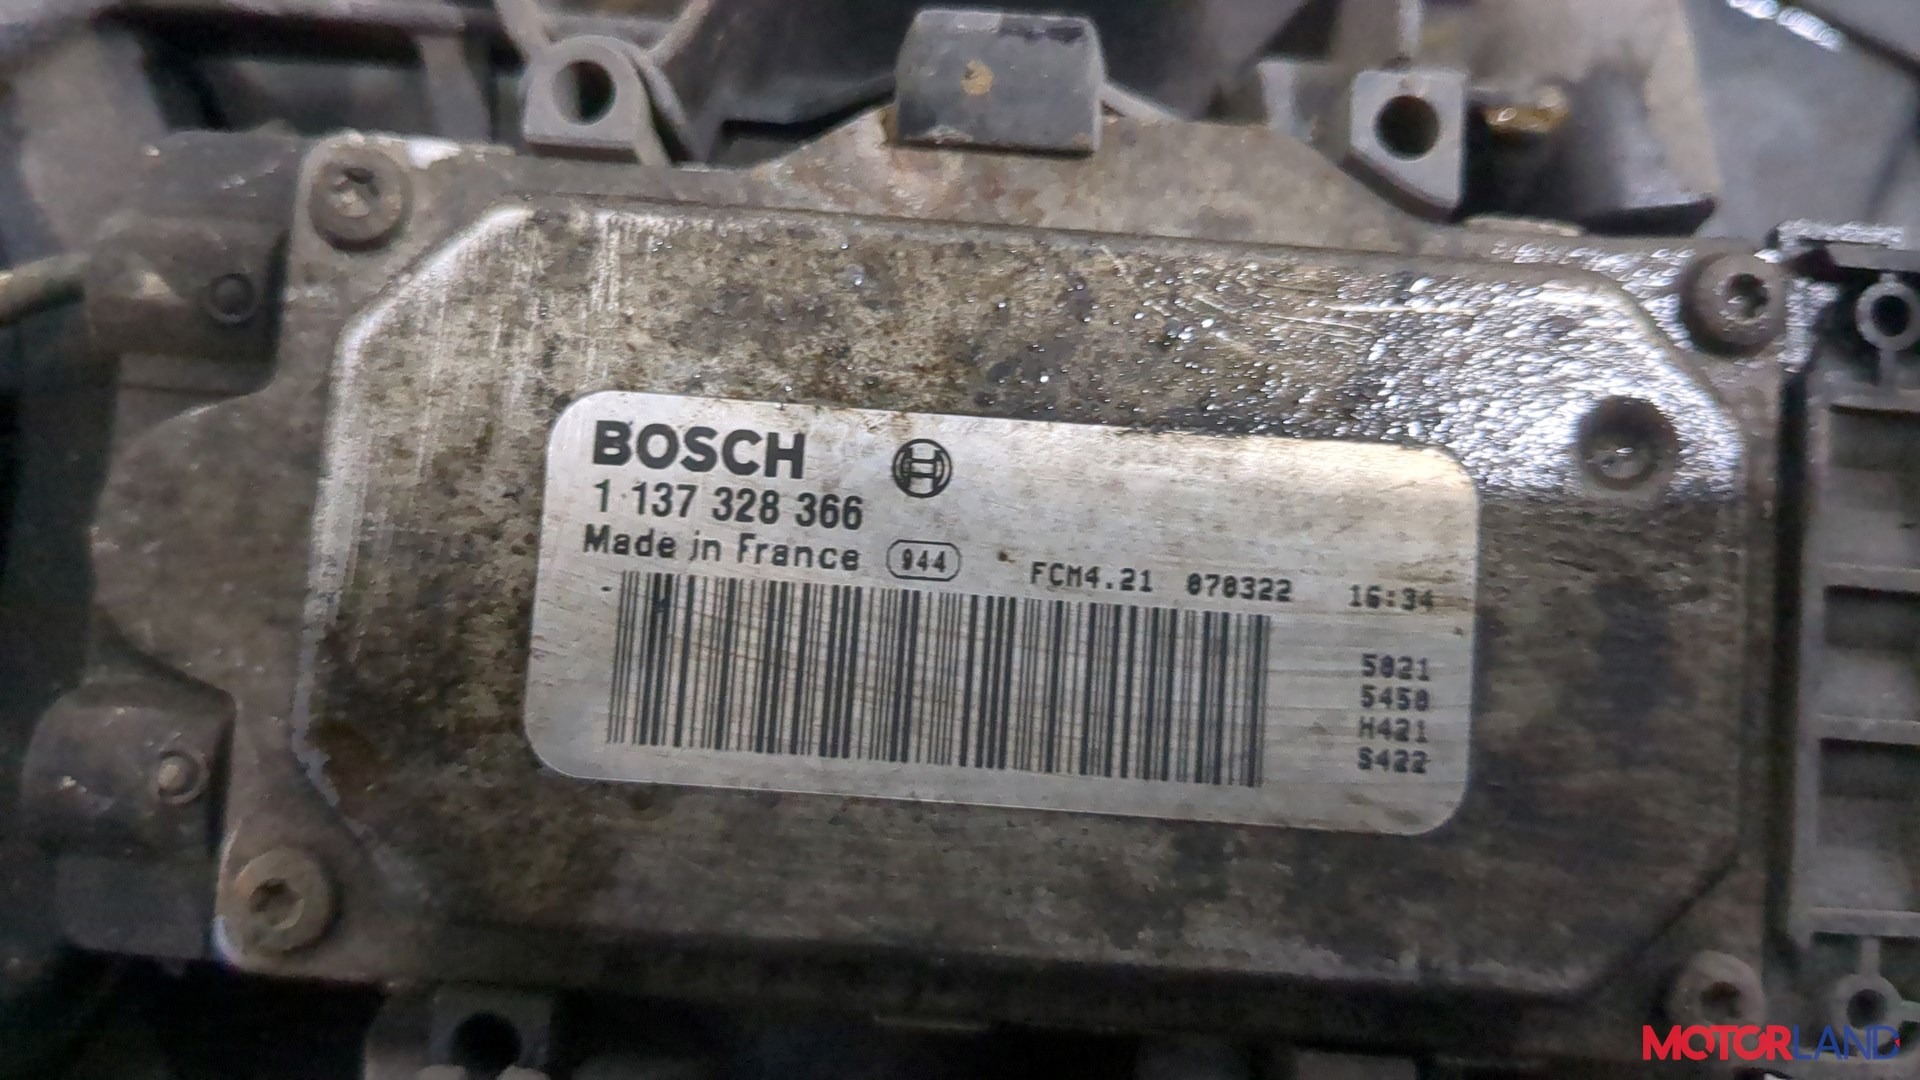 BOSCH
1 137 328 366
Made in France 944 FCM4.21 070322 16:34
5021
5450
H421
S422
MOTORLAND